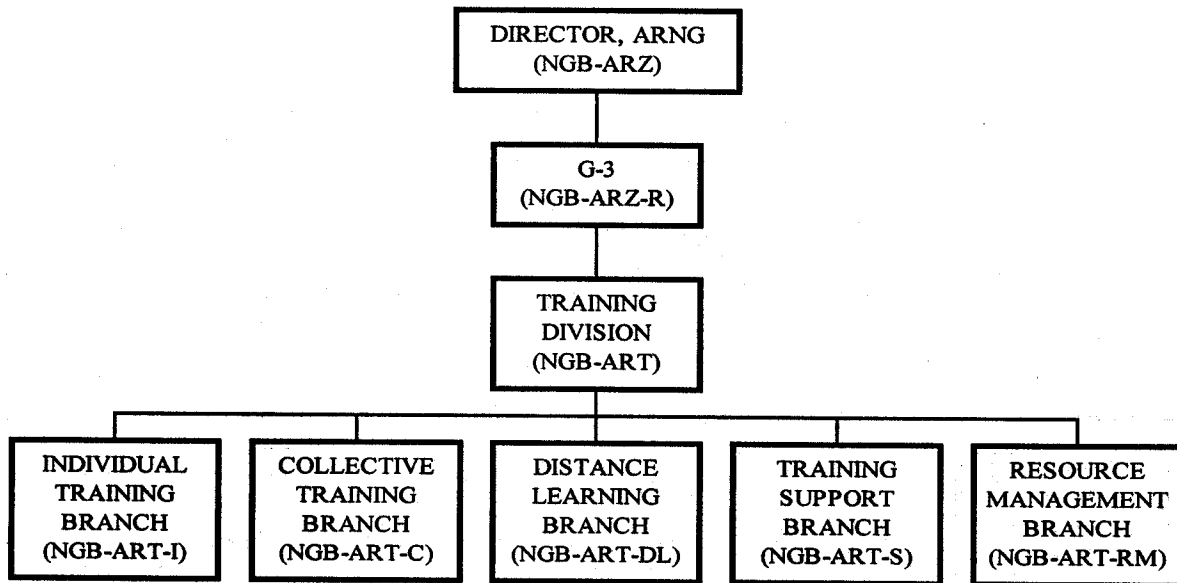 DIRECTOR, ARNG
(NGB-ARZ)
G-3
(NGB-ARZ-R)
TRAINING
DIVISION
(NGB-ART)
INDIVIDUAL
TRAINING
BRANCH
(NGB-ART-I)
COLLECTIVE
TRAINING
BRANCH
(NGB-ART-C)
DISTANCE
LEARNING
BRANCH
(NGB-ART-DL)
TRAINING
SUPPORT
BRANCH
(NGB-ART-S)
RESOURCE
MANAGEMENT
BRANCH
(NGB-ART-RM)